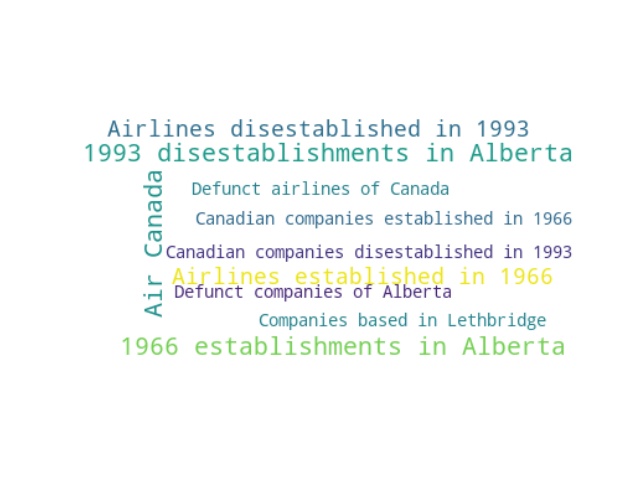 Airlines disestablished in 1993
1993 disestablishments in Alberta
Air Canada
Defunct airlines of Canada
Canadian companies established in 1966
Canadian companies disestablished in 1993
Airlines established in 1966
Defunct companies of Alberta
Companies based in Lethbridge
1966 establishments in Alberta